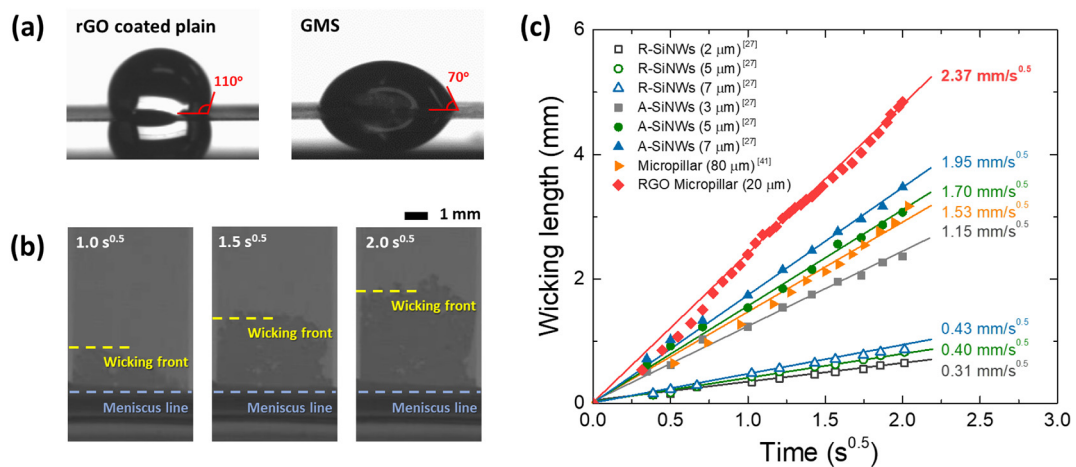 (a)
rGO coated plain
110°
GMS
70°
1 mm
(b)
1.0 s0.5
Wicking front
Meniscus line
1.5 s0.5
Wicking front
Meniscus line
2.0 s0.5
Wicking front
Meniscus line
(c)
Wicking length (mm)
6
4
2
0
R-SiNWs (2 μm)[27]
R-SiNWs (5 μm)[27]
R-SiNWs (7 μm)[27]
A-SiNWs (3 μm)[27]
A-SiNWs (5 μm)[27]
A-SiNWs (7 μm)[27]
Micropillar (80 μm)[41]
RGO Micropillar (20 μm)
2.37 mm/s0.5
1.95 mm/s0.5
1.70 mm/s0.5
1.53 mm/s0.5
1.15 mm/s0.5
0.43 mm/s0.5
0.40 mm/s0.5
0.31 mm/s0.5
0.0 0.5 1.0 1.5 2.0 2.5 3.0
Time (s0.5)